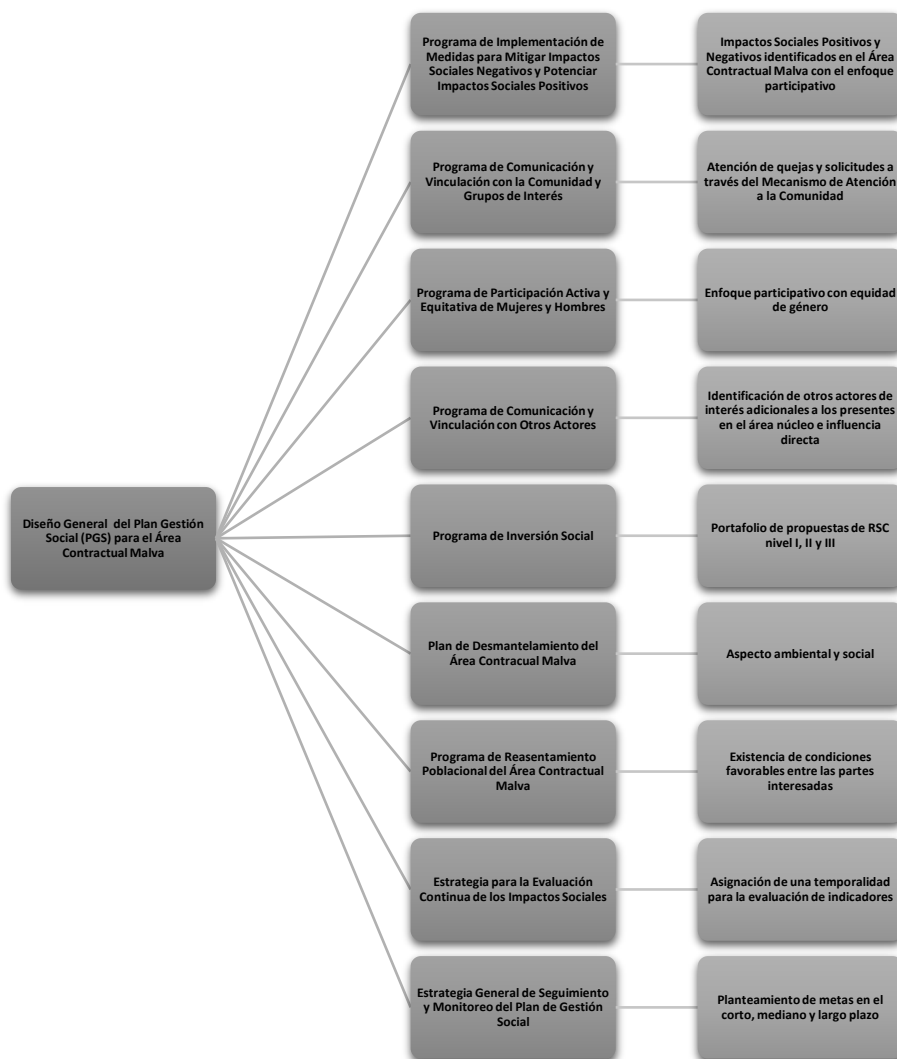 Programa de Implementación de
Medidas para Mitigar Impactos
Sociales Negativos y Potenciar
Impactos Sociales Positivos
Impactos Sociales Positivos y
Negativos identificados en el Área
Contractual Malva con el enfoque
participativo
Programa de Comunicación y
Vinculación con la Comunidad y
Grupos de Interés
Atención de quejas y solicitudes a
través del Mecanismo de Atención
a la Comunidad
Programa de Participación Activa y
Equitativa de Mujeres y Hombres
Enfoque participativo con equidad
de género
Programa de Comunicación y
Vinculación con Otros Actores
Identificación de otros actores de
interés adicionales a los presentes
en el área núcleo e influencia
directa
Diseño General del Plan Gestión
Social (PGS) para el Área
Contractual Malva
Programa de Inversión Social
Portafolio de propuestas de RSC
nivel I, II y III
Plan de Desmantelamiento del
Área Contracual Malva
Aspecto ambiental y social
Programa de Reasentamiento
Poblacional del Área Contractual
Malva
Existencia de condiciones
favorables entre las partes
interesadas
Estrategia para la Evaluación
Continua de los Impactos Sociales
Asignación de una temporalidad
para la evaluación de indicadores
Estrategia General de Seguimiento
y Monitoreo del Plan de Gestión
Social
Planteamiento de metas en el
corto, mediano y largo plazo